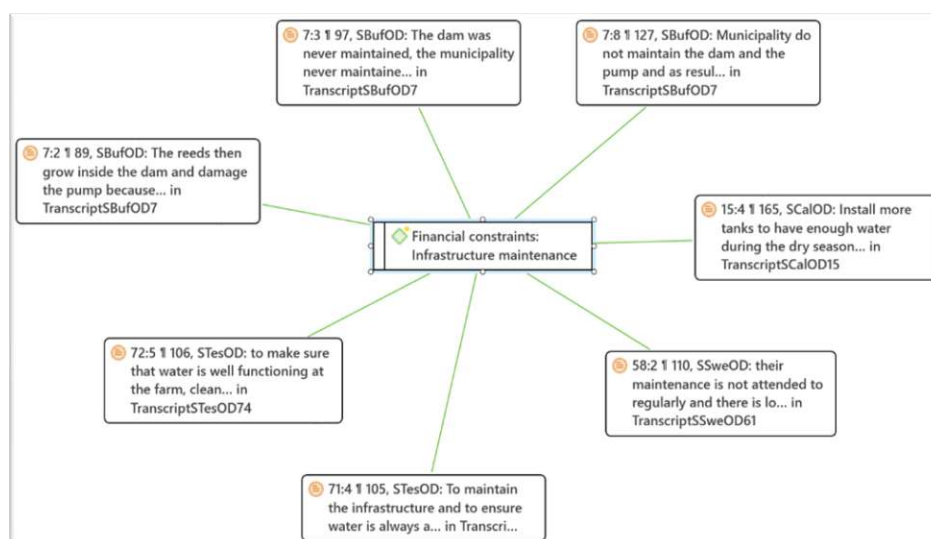 7:3 ¶ 97, SBufOD: The dam was
never maintained, the municipality
never maintaine... in
TranscriptSBufOD7
7:8 ¶ 127, SBufOD: Municipality do
not maintain the dam and the
pump and as resul... in
TranscriptSBufOD7
7:2 ¶ 89, SBufOD: The reeds then
grow inside the dam and damage
the pump because... in
TranscriptSBufOD7
15:4 ¶ 165, SCalOD: Install more
tanks to have enough water
during the dry season... in
TranscriptSCalOD15
Financial constraints:
Infrastructure maintenance
72:5 ¶ 106, STesOD: to make sure
that water is well functioning at
the farm, clean... in
TranscriptSTesOD74
58:2 ¶ 110, SSweOD: their
maintenance is not attended to
regularly and there is lo... in
TranscriptSSweOD61
71:4 ¶ 105, STesOD: To maintain
the infrastructure and to ensure
water is always a... in Transcri...